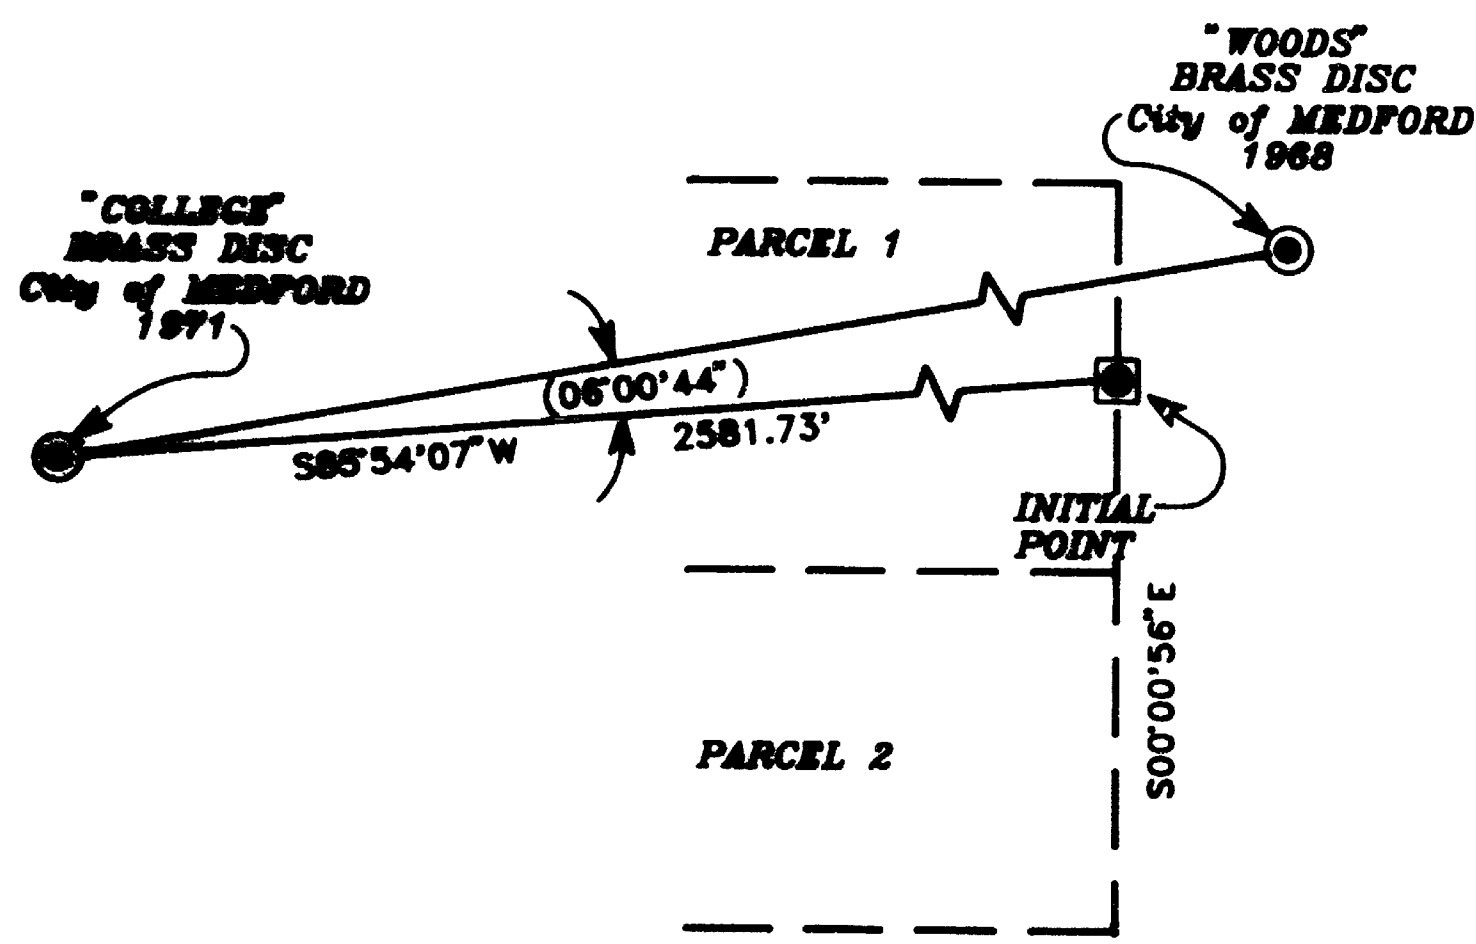 "WOODS"
BRASS DISC
City of MEDFORD
1968
"COLLEGE"
BRASS DISC
City of MEDFORD
1971
PARCEL 1
(06°00'44")
S85°54'07"W
2581.73'
INITIAL
POINT
S00°00'56"E
PARCEL 2